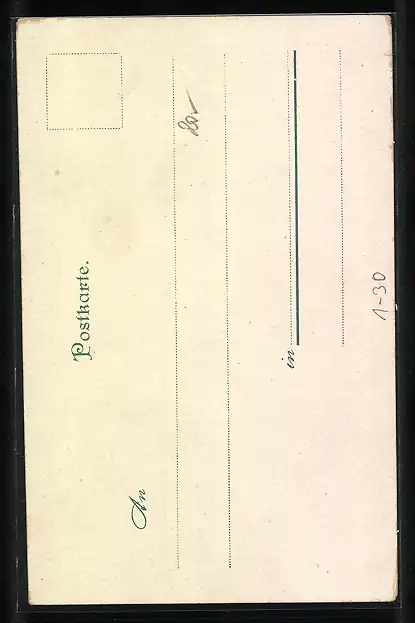 Postkarte.
An
in
1-30